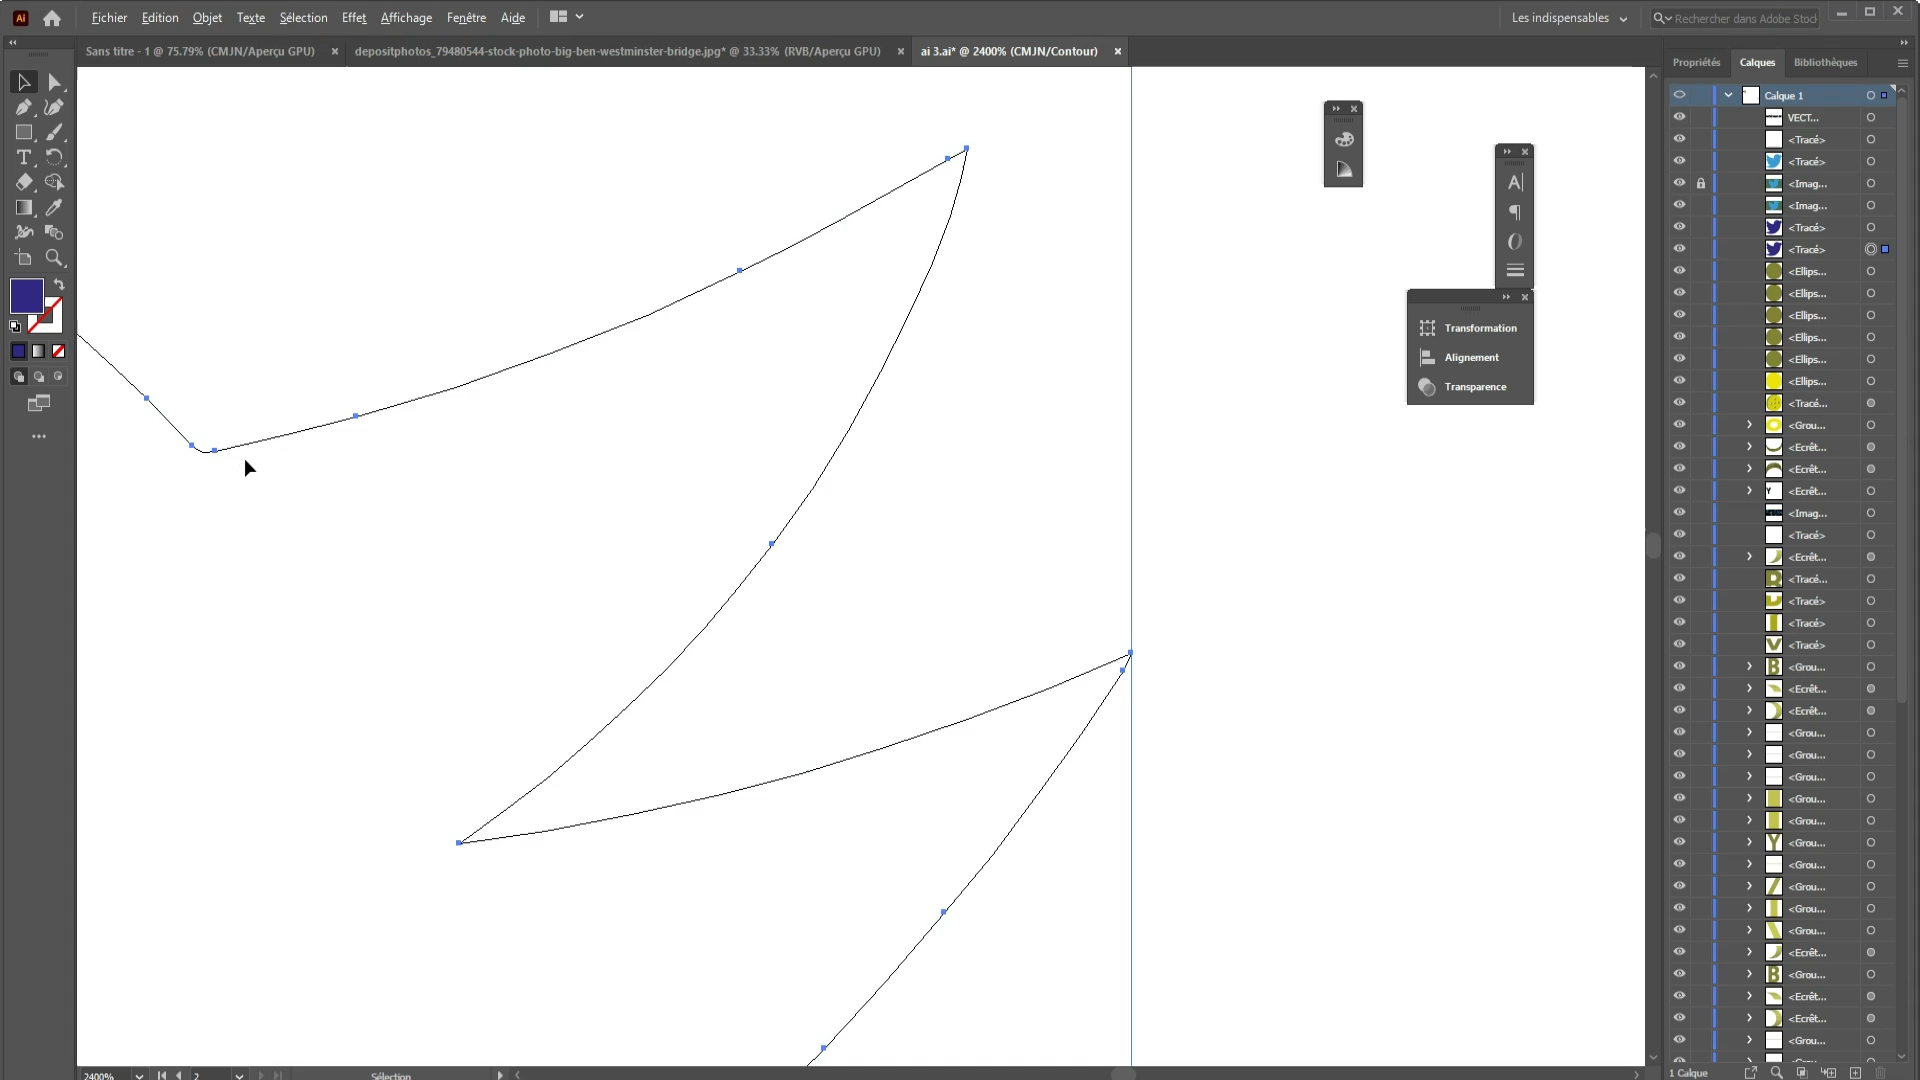 Ai Fichier Edition Objet Texte Sélection Effet Affichage Fenêtre Aide Les indispensables Rechercher dans Adobe Stoc
Sans titre - 1 @ 75.79% (CMJN/Aperçu GPU) × depositphotos_79480544-stock-photo-big-ben-westminster-bridge.jpg* @ 33.33% (RVB/Aperçu GPU) × ai 3.ai* @ 2400% (CMJN/Contour) ×
Propriétés Calques Bibliothèques
Calque 1
VECT...
<Tracé>
<Tracé>
<Imag...
<Imag...
<Tracé>
<Tracé>
<Ellips...
<Ellips...
<Ellips...
<Ellips...
<Ellips...
<Ellips...
<Tracé...
<Grou...
<Ecrêt...
<Ecrêt...
<Ecrêt...
<Imag...
<Tracé>
<Ecrêt...
<Tracé...
<Tracé>
<Tracé>
<Tracé>
<Grou...
<Ecrêt...
<Ecrêt...
<Grou...
<Grou...
<Grou...
<Grou...
<Grou...
<Grou...
<Grou...
<Grou...
<Grou...
<Grou...
<Ecrêt...
<Grou...
<Ecrêt...
<Ecrêt...
<Grou...
Transformation
Alignement
Transparence
2400% 2 Sélection
1 Calque